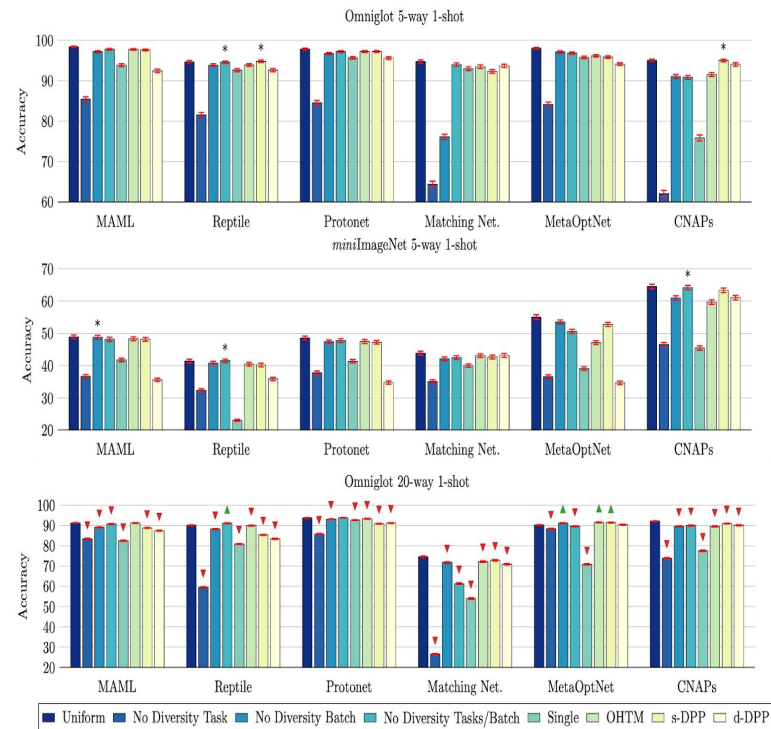 Omniglot 5-way 1-shot
100
90
80
70
60
Accuracy
*
*
*
MAML
Reptile
Protonet
Matching Net.
MetaOptNet
CNAPs
miniImageNet 5-way 1-shot
70
60
50
40
30
20
Accuracy
*
*
*
MAML
Reptile
Protonet
Matching Net.
MetaOptNet
CNAPs
Omniglot 20-way 1-shot
100
90
80
70
60
50
40
30
20
Accuracy
MAML
Reptile
Protonet
Matching Net.
MetaOptNet
CNAPs
Uniform No Diversity Task No Diversity Batch No Diversity Tasks/Batch Single OHTM s-DPP d-DPP